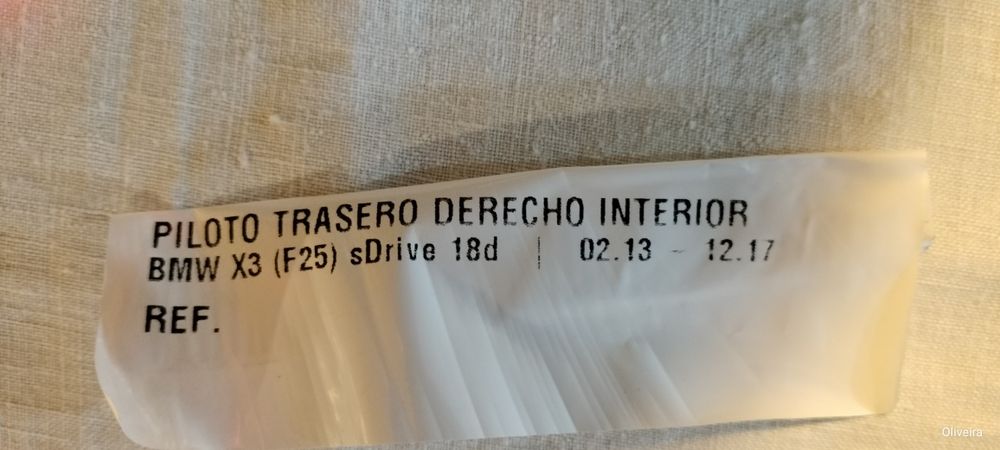 PILOTO TRASERO DERECHO INTERIOR
BMW X3 (F25) sDrive 18d | 02.13 - 12.17
REF.
Oliveira